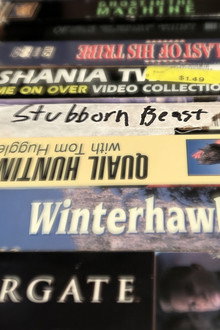 MACHINE
LAST OF HIS TRIBE
SHANIA TW
ME ON OVER VIDEO COLLECTIO
$1.49
Stubborn Beast
QUAIL HUNTIN
with Tom Huggle
Winterhawk
RGATE